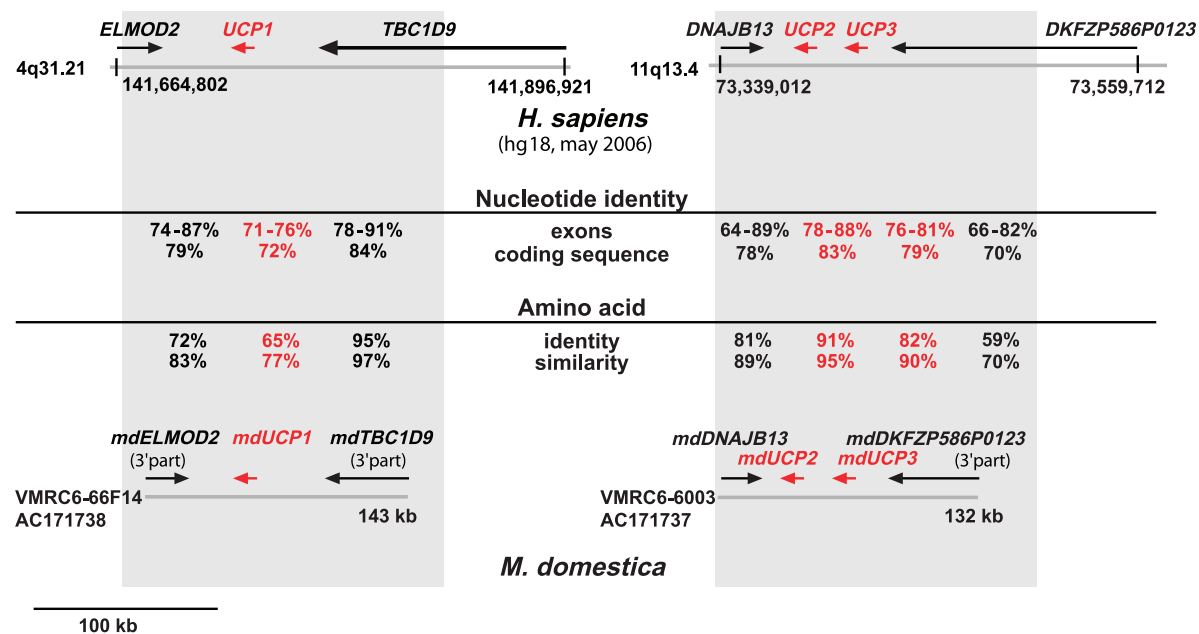 ELMOD2 UCP1 TBC1D9 DNAJB13 UCP2 UCP3 DKFZP586P0123
4q31.21 11q13.4
141,664,802 141,896,921 73,339,012 73,559,712
H. sapiens
(hg18, may 2006)
Nucleotide identity
74-87% 71-76% 78-91% exons 64-89% 78-88% 76-81% 66-82%
79% 72% 84% coding sequence 78% 83% 79% 70%
Amino acid
72% 65% 95% identity 81% 91% 82% 59%
83% 77% 97% similarity 89% 95% 90% 70%
mdELMOD2 mdUCP1 mdTBC1D9 mdDNAJB13 mdDKFZP586P0123
(3'part) (3'part) mdUCP2 mdUCP3 (3'part)
VMRC6-66F14 VMRC6-6003
AC171738 143 kb AC171737 132 kb
M. domestica
100 kb